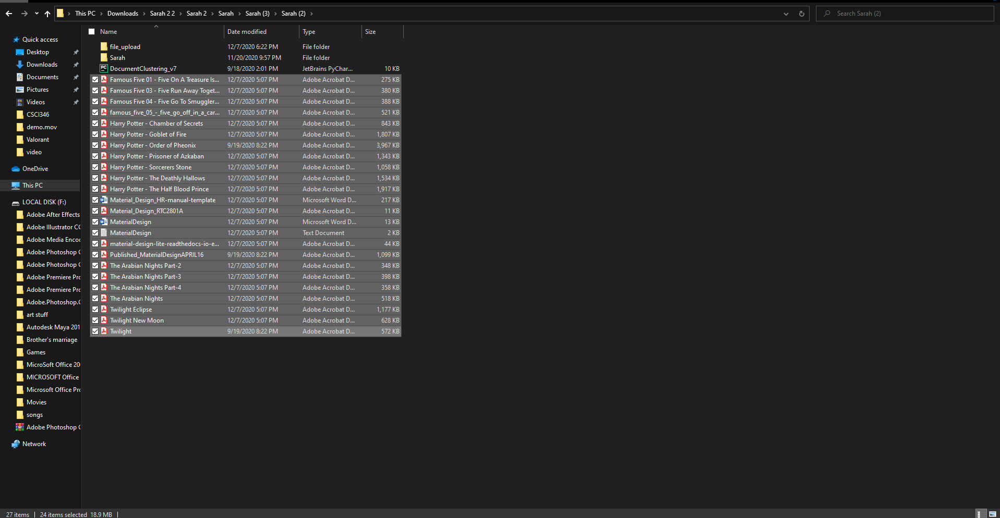 This PC > Downloads > Sarah 2 2 > Sarah 2 > Sarah > Sarah (3) > Sarah (2) >
Search Sarah (2)
Quick access
Desktop
Downloads
Documents
Pictures
Videos
CSCI346
demo.mov
Valorant
video
OneDrive
This PC
LOCAL DISK (F:)
Adobe After Effects
Adobe Illustrator CC
Adobe Media Encod
Adobe Photoshop C
Adobe Photoshop C
Adobe Premiere Pro
Adobe Premiere Pro
Adobe.Photoshop.C
art stuff
Autodesk Maya 201
Brother's marriage
Games
MicroSoft Office 20
MICROSOFT Office
Microsoft Office Pro
Movies
songs
Adobe Photoshop C
Network
Name Date modified Type Size
file_upload 12/7/2020 6:22 PM File folder
Sarah 11/20/2020 9:57 PM File folder
PC DocumentClustering_v7 9/18/2020 2:01 PM JetBrains PyChar... 10 KB
Famous Five 01 - Five On A Treasure Is... 12/7/2020 5:07 PM Adobe Acrobat D... 275 KB
Famous Five 03 - Five Run Away Toget... 12/7/2020 5:07 PM Adobe Acrobat D... 380 KB
Famous Five 04 - Five Go To Smuggler... 12/7/2020 5:07 PM Adobe Acrobat D... 388 KB
famous_five_05_-_five_go_off_in_a_car... 12/7/2020 5:07 PM Adobe Acrobat D... 521 KB
Harry Potter - Chamber of Secrets 12/7/2020 5:07 PM Adobe Acrobat D... 843 KB
Harry Potter - Goblet of Fire 12/7/2020 5:07 PM Adobe Acrobat D... 1,807 KB
Harry Potter - Order of Pheonix 9/19/2020 8:22 PM Adobe Acrobat D... 3,967 KB
Harry Potter - Prisoner of Azkaban 12/7/2020 5:07 PM Adobe Acrobat D... 1,343 KB
Harry Potter - Sorcerers Stone 12/7/2020 5:07 PM Adobe Acrobat D... 1,058 KB
Harry Potter - The Deathly Hallows 12/7/2020 5:07 PM Adobe Acrobat D... 1,534 KB
Harry Potter - The Half Blood Prince 12/7/2020 5:07 PM Adobe Acrobat D... 1,917 KB
Material_Design_HR-manual-template 12/7/2020 5:07 PM Microsoft Word D... 217 KB
Material_Design_RTC2801A 12/7/2020 5:07 PM Adobe Acrobat D... 11 KB
MaterialDesign 12/7/2020 5:07 PM Microsoft Word D... 13 KB
MaterialDesign 12/7/2020 5:07 PM Text Document 2 KB
material-design-lite-readthedocs-io-e... 12/7/2020 5:07 PM Adobe Acrobat D... 44 KB
Published_MaterialDesignAPRIL16 9/19/2020 8:22 PM Adobe Acrobat D... 1,099 KB
The Arabian Nights Part-2 12/7/2020 5:07 PM Adobe Acrobat D... 348 KB
The Arabian Nights Part-3 12/7/2020 5:07 PM Adobe Acrobat D... 398 KB
The Arabian Nights Part-4 12/7/2020 5:07 PM Adobe Acrobat D... 358 KB
The Arabian Nights 12/7/2020 5:07 PM Adobe Acrobat D... 518 KB
Twilight Eclipse 12/7/2020 5:07 PM Adobe Acrobat D... 1,177 KB
Twilight New Moon 12/7/2020 5:07 PM Adobe Acrobat D... 628 KB
Twilight 9/19/2020 8:22 PM Adobe Acrobat D... 572 KB
27 items | 24 items selected 18.9 MB |